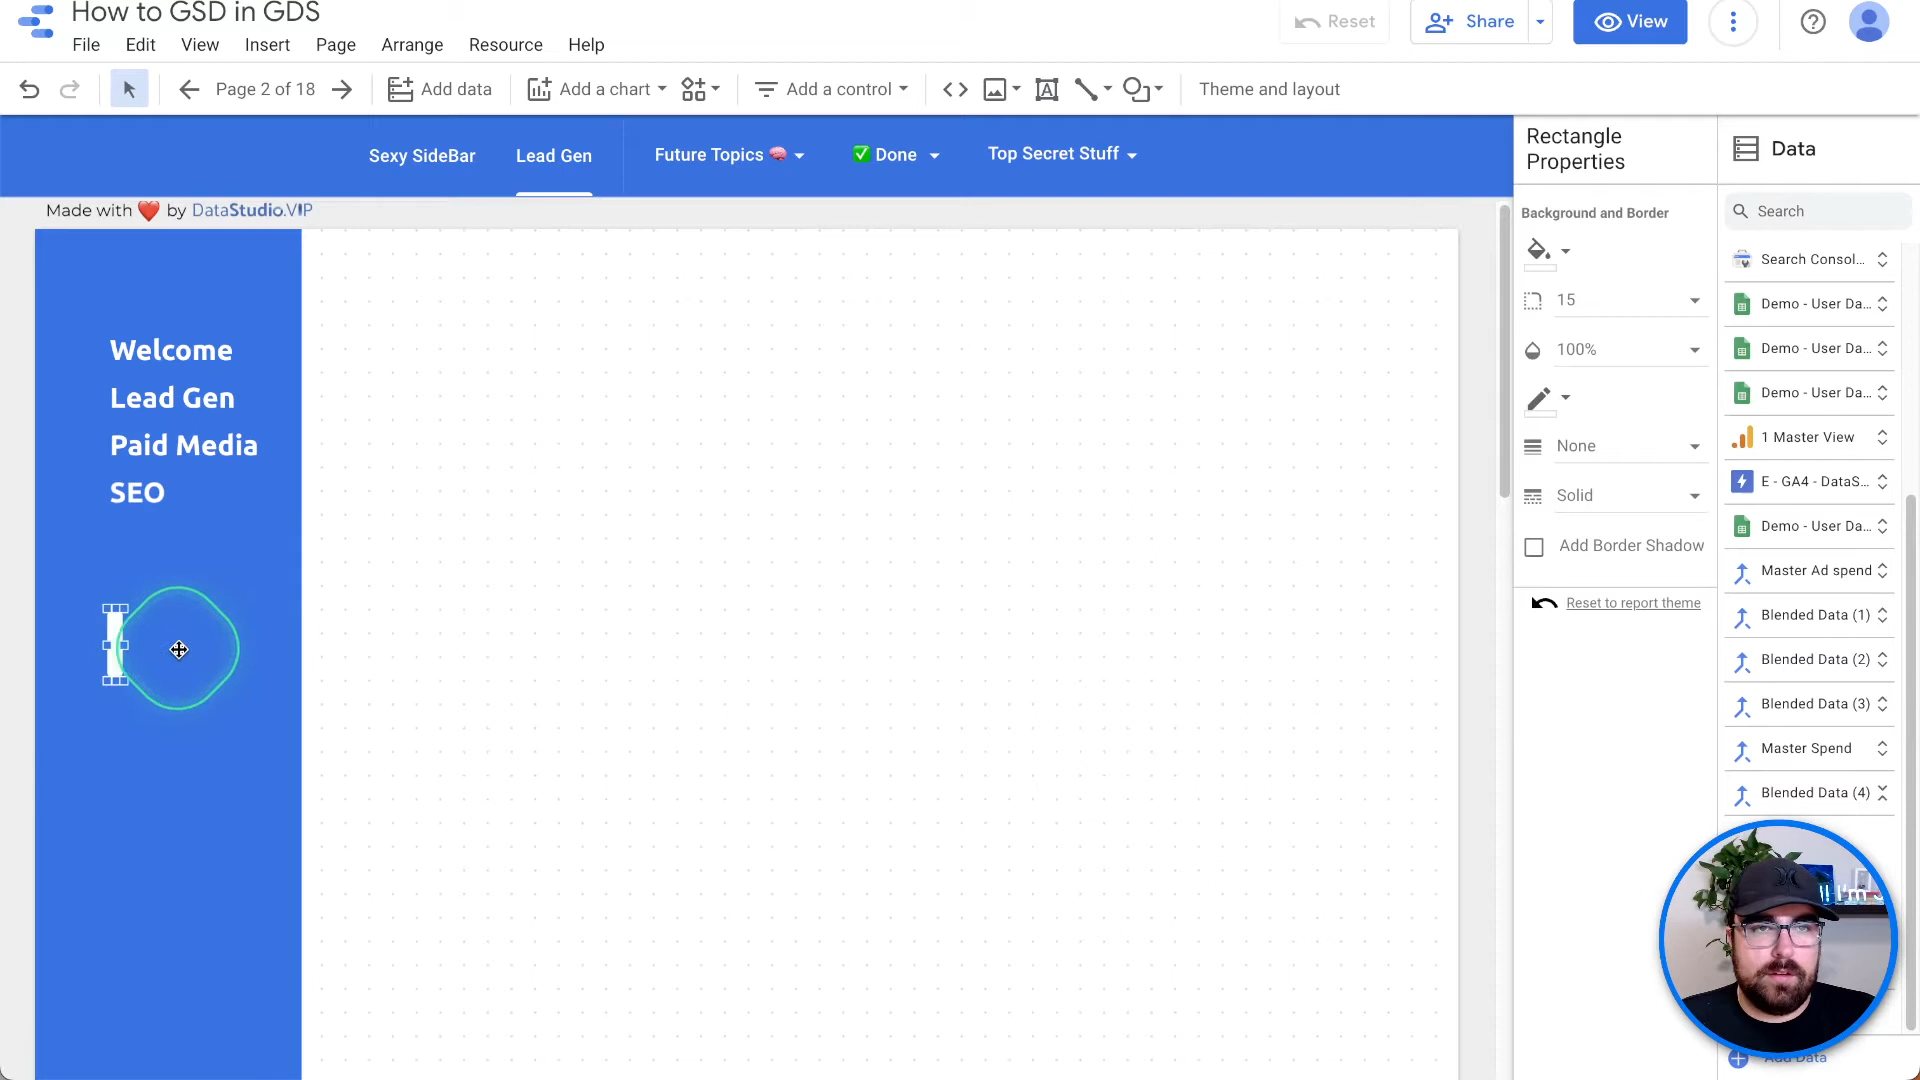 How to GSD in GDS
Reset
Share
View
File Edit View Insert Page Arrange Resource Help
Page 2 of 18
Add data
Add a chart
Add a control
Theme and layout
Sexy SideBar
Lead Gen
Future Topics 🧠
✅ Done
Top Secret Stuff
Made with ❤️ by DataStudio.VIP
Welcome
Lead Gen
Paid Media
SEO
Rectangle
Properties
Background and Border
15
100%
None
Solid
Add Border Shadow
Reset to report theme
Data
Search
Search Consol...
Demo - User Da...
Demo - User Da...
Demo - User Da...
1 Master View
E - GA4 - DataS...
Demo - User Da...
Master Ad spend
Blended Data (1)
Blended Data (2)
Blended Data (3)
Master Spend
Blended Data (4)
Add Data